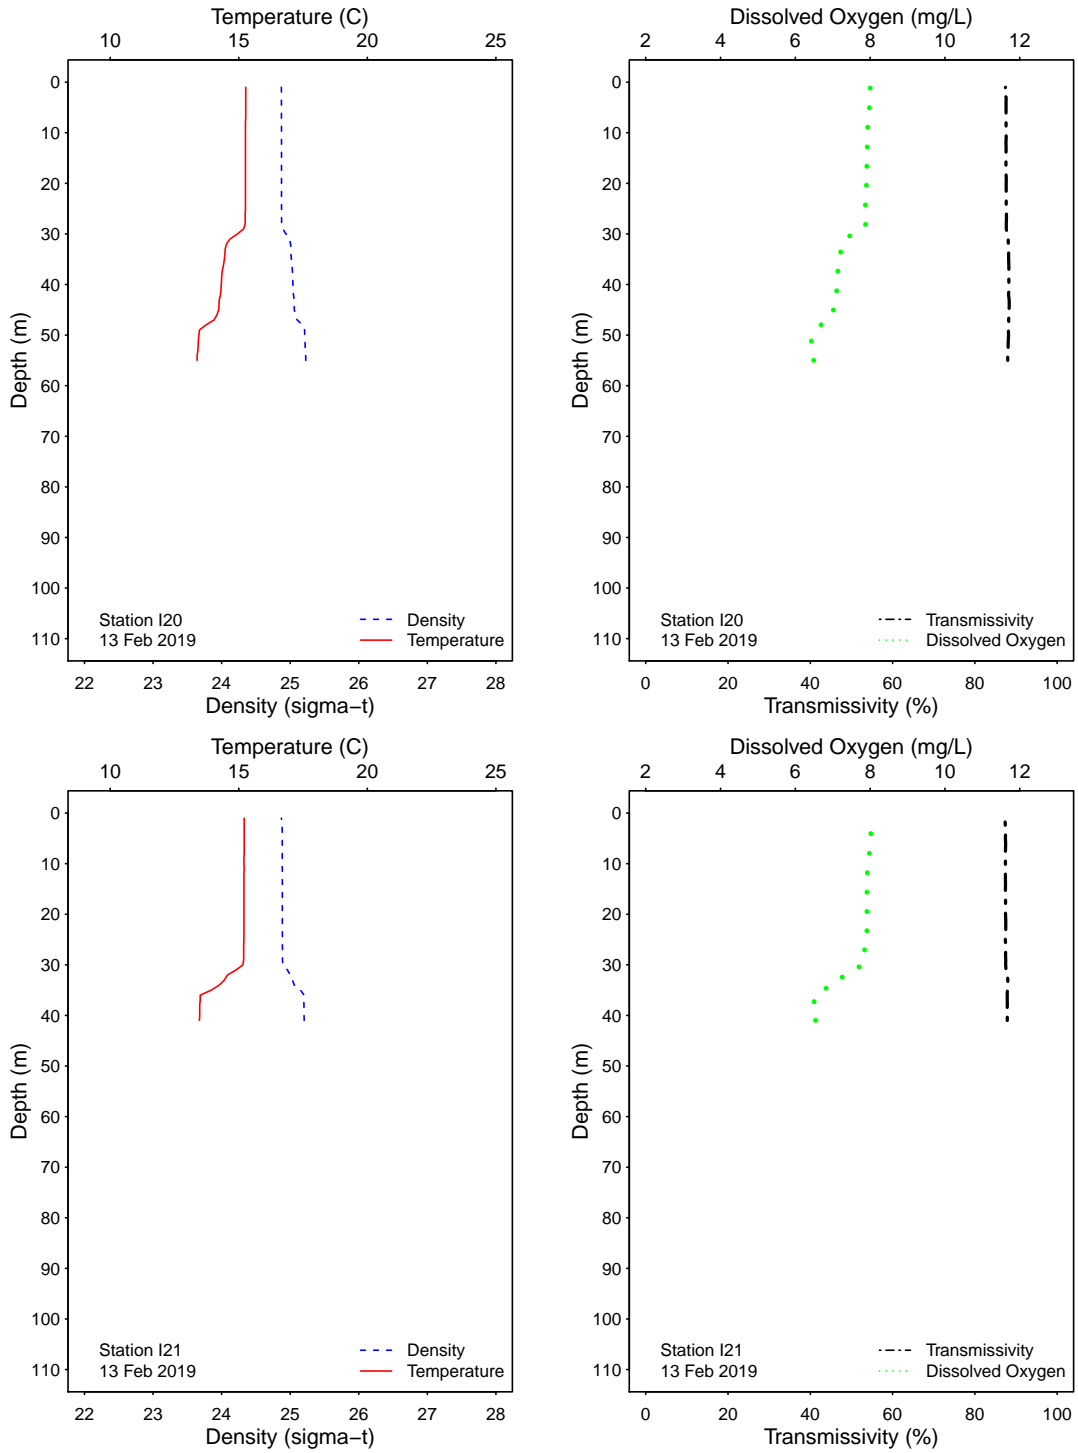 Temperature (C)
10 15 20 25
0
10
20
30
40
50
60
70
80
90
100
110
Depth (m)
Station I20
13 Feb 2019
Density
Temperature
22 23 24 25 26 27 28
Density (sigma−t)
Dissolved Oxygen (mg/L)
2 4 6 8 10 12
0
10
20
30
40
50
60
70
80
90
100
110
Depth (m)
Station I20
13 Feb 2019
Transmissivity
Dissolved Oxygen
0 20 40 60 80 100
Transmissivity (%)
Temperature (C)
10 15 20 25
0
10
20
30
40
50
60
70
80
90
100
110
Depth (m)
Station I21
13 Feb 2019
Density
Temperature
22 23 24 25 26 27 28
Density (sigma−t)
Dissolved Oxygen (mg/L)
2 4 6 8 10 12
0
10
20
30
40
50
60
70
80
90
100
110
Depth (m)
Station I21
13 Feb 2019
Transmissivity
Dissolved Oxygen
0 20 40 60 80 100
Transmissivity (%)